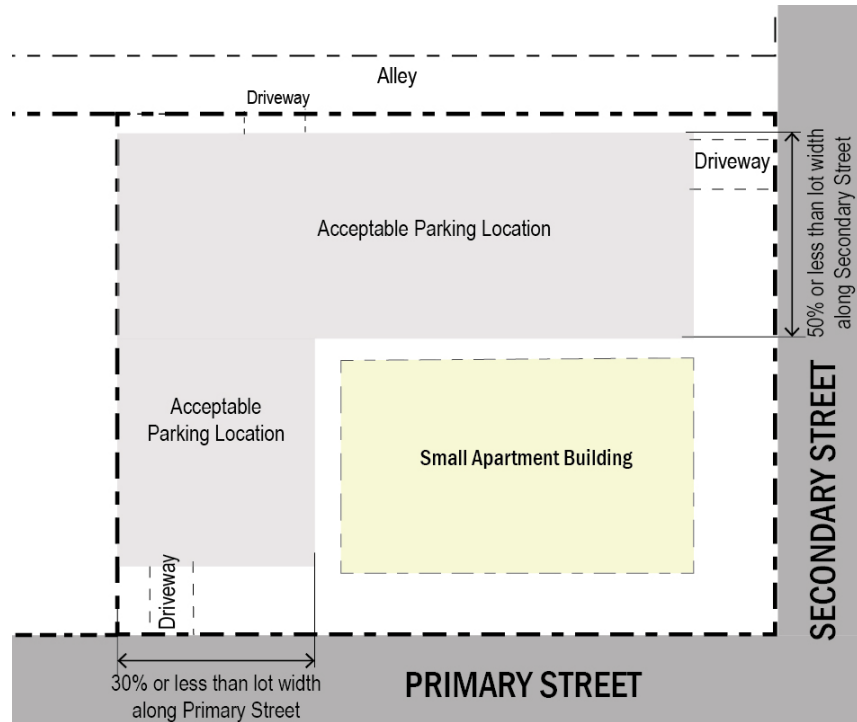 Alley
Driveway
Driveway
50% or less than lot width
along Secondary Street
Acceptable Parking Location
Acceptable
Parking Location
Small Apartment Building
SECONDARY STREET
Driveway
30% or less than lot width
along Primary Street
PRIMARY STREET